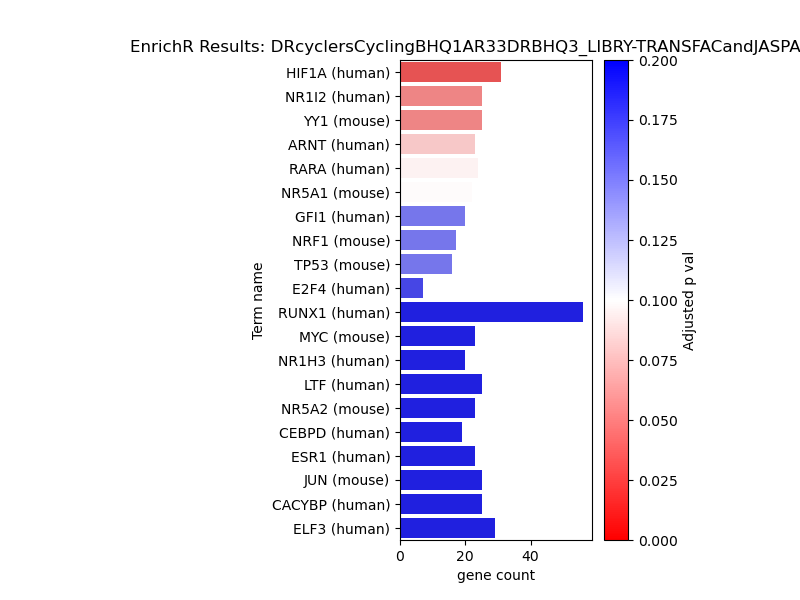 EnrichR Results: DRcyclersCyclingBHQ1AR33DRBHQ3_LIBRY-TRANSFACandJASPA
HIF1A (human)
NR1I2 (human)
YY1 (mouse)
ARNT (human)
RARA (human)
NR5A1 (mouse)
GFI1 (human)
NRF1 (mouse)
TP53 (mouse)
E2F4 (human)
RUNX1 (human)
MYC (mouse)
NR1H3 (human)
LTF (human)
NR5A2 (mouse)
CEBPD (human)
ESR1 (human)
JUN (mouse)
CACYBP (human)
ELF3 (human)
Term name
0 20 40
gene count
0.200
0.175
0.150
0.125
0.100
0.075
0.050
0.025
0.000
Adjusted p val